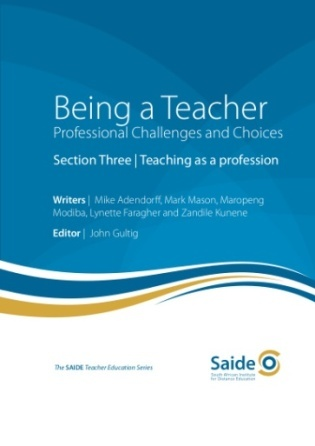 Being a Teacher
Professional Challenges and Choices
Section Three | Teaching as a profession
Writers | Mike Adendorff, Mark Mason, Maropeng
Modiba, Lynette Faragher and Zandile Kunene
Editor | John Gultig
The SAIDE Teacher Education Series
Saide
South African Institute
for Distance Education